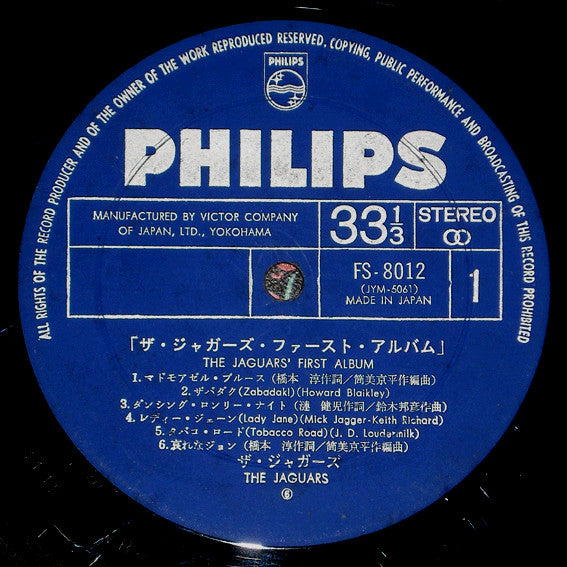 ALL RIGHTS OF THE RECORD PRODUCER AND OF THE OWNER OF THE WORK REPRODUCED RESERVED. COPYING, PUBLIC PERFORMANCE AND BROADCASTING OF THIS RECORD PROHIBITED
PHILIPS
PHILIPS
MANUFACTURED BY VICTOR COMPANY
OF JAPAN, LTD., YOKOHAMA
33 1/3
STEREO
FS-8012
(JYM-5061)
MADE IN JAPAN
1
「ザ・ジャガーズ・ファースト・アルバム」
THE JAGUARS' FIRST ALBUM
1.マドモアゼル・ブルース(橋本 淳作詞/筒美京平作編曲)
2.ザバダク(Zabadaki)(Howard Blaikley)
3.ダンシング・ロンリー・ナイト(漣 健児作詞/鈴木邦彦作曲)
4.レディー・ジェーン(Lady Jane)(Mick Jagger-Keith Richard)
5.タバコ・ロード(Tobacco Road)(J. D. Loudermilk)
6.哀れなジョン(橋本 淳作詞/筒美京平作編曲)
ザ・ジャガーズ
THE JAGUARS